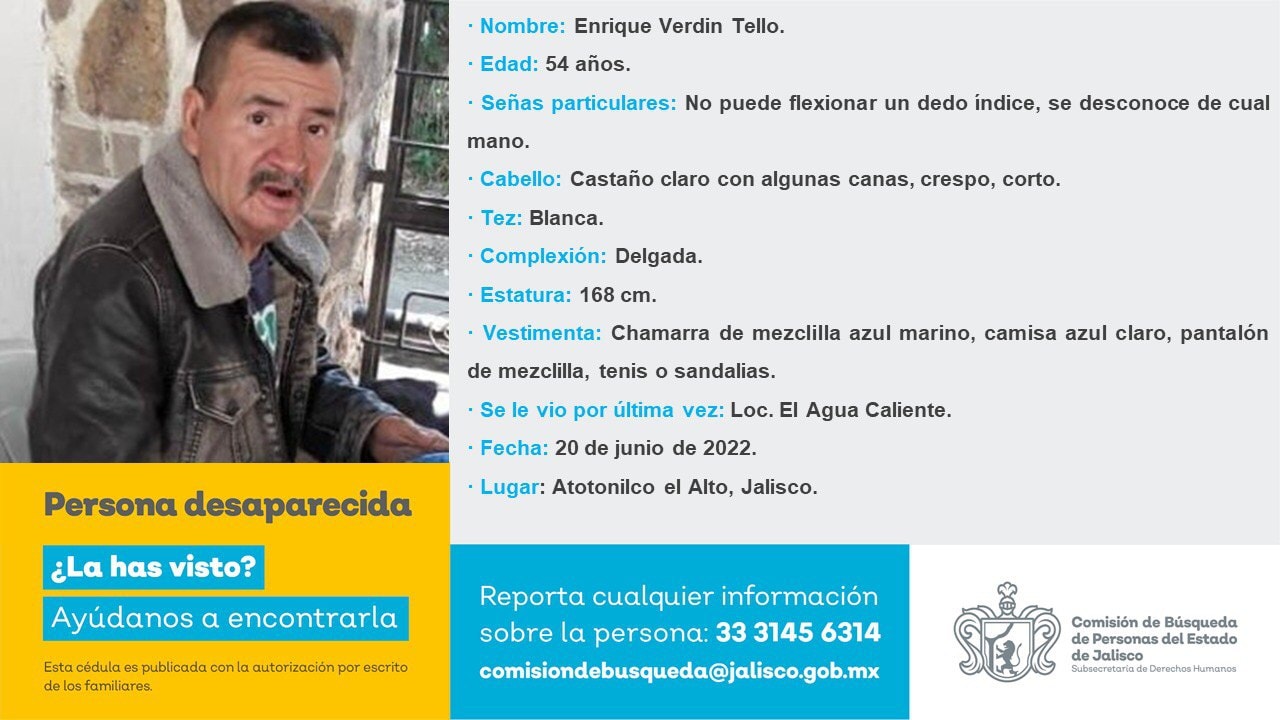 · Nombre: Enrique Verdin Tello.
· Edad: 54 años.
· Señas particulares: No puede flexionar un dedo índice, se desconoce de cual
mano.
· Cabello: Castaño claro con algunas canas, crespo, corto.
· Tez: Blanca.
· Complexión: Delgada.
· Estatura: 168 cm.
· Vestimenta: Chamarra de mezclilla azul marino, camisa azul claro, pantalón
de mezclilla, tenis o sandalias.
· Se le vio por última vez: Loc. El Agua Caliente.
· Fecha: 20 de junio de 2022.
· Lugar: Atotonilco el Alto, Jalisco.
Persona desaparecida
¿La has visto?
Ayúdanos a encontrarla
Esta cédula es publicada con la autorización por escrito
de los familiares.
Reporta cualquier información
sobre la persona: 33 3145 6314
comisiondebusqueda@jalisco.gob.mx
Comisión de Búsqueda
de Personas del Estado
de Jalisco
Subsecretaría de Derechos Humanos